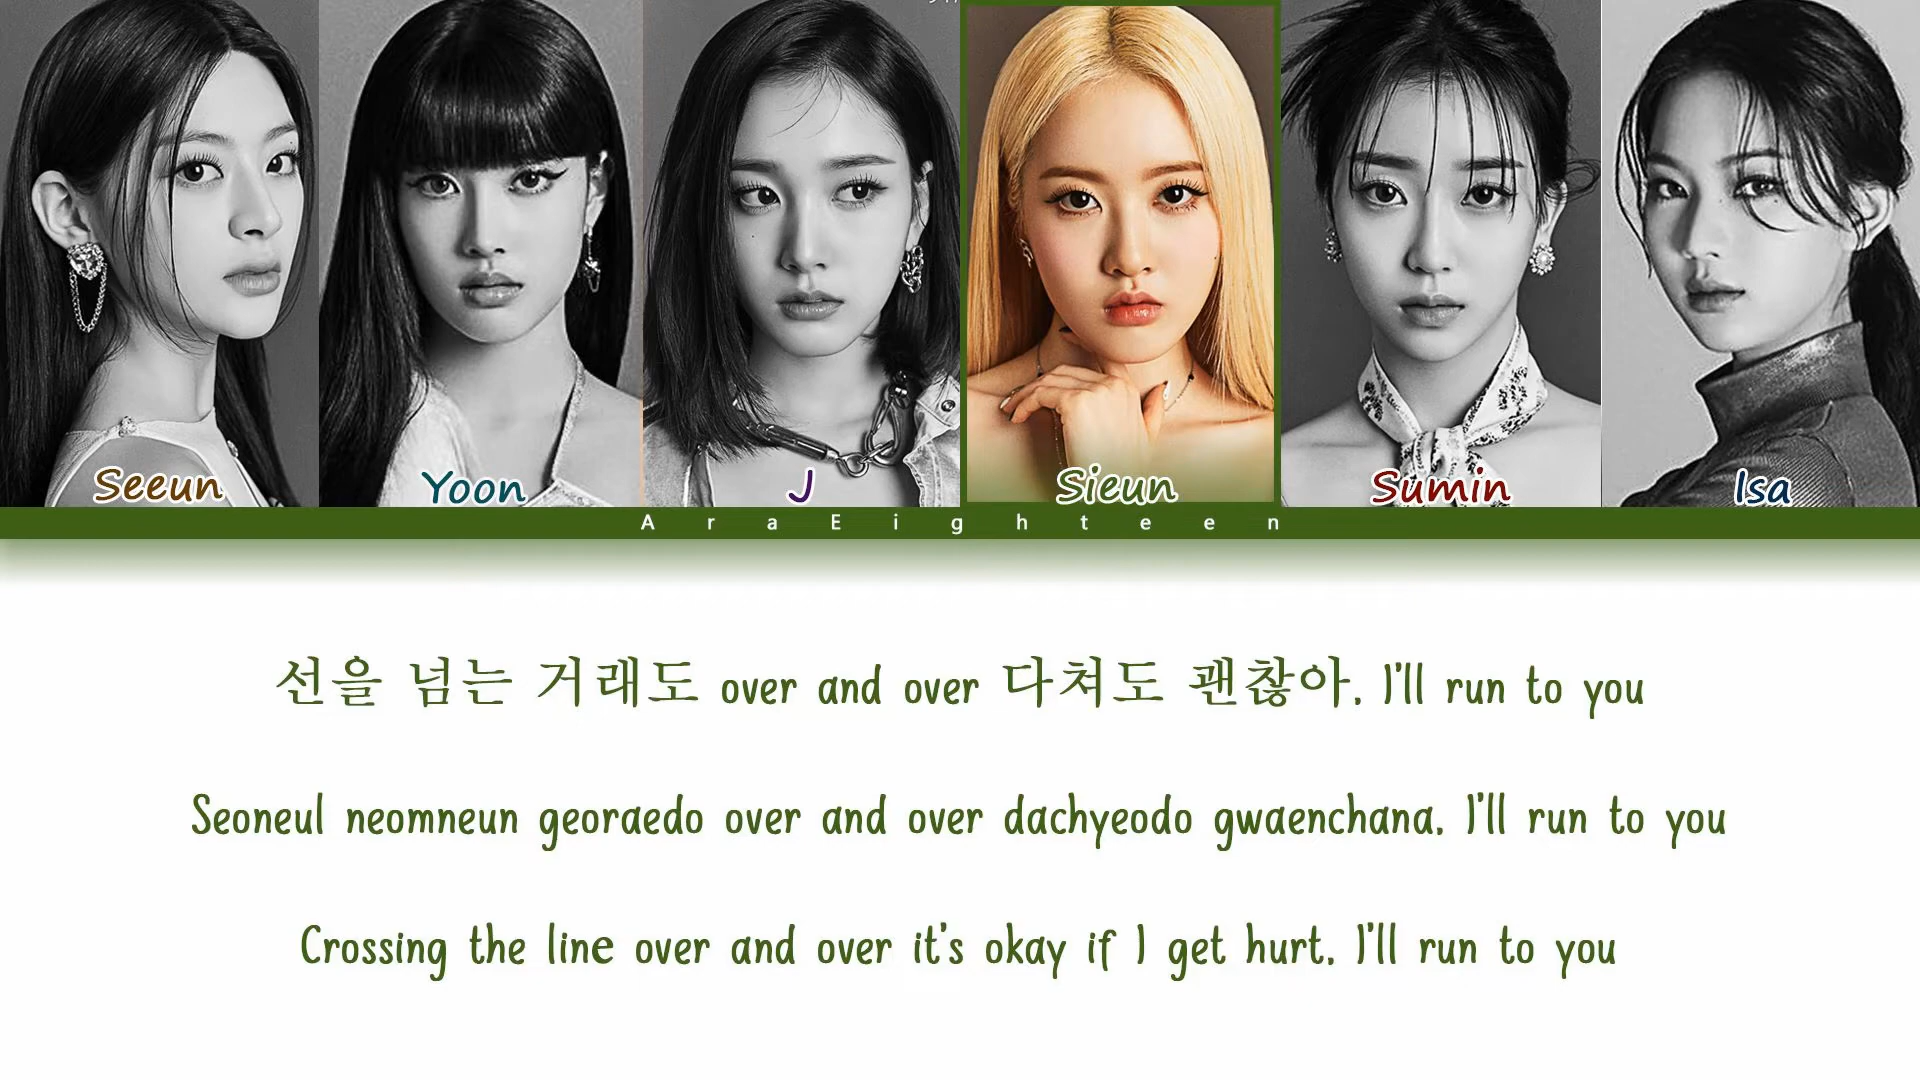 Seeun
Yoon
J
Sieun
Sumin
Isa
AraEighteen
선을 넘는 거래도 over and over 다쳐도 괜찮아. I'll run to you
Seoneul neomneun georaedo over and over dachyeodo gwaenchana. I'll run to you
Crossing the line over and over it's okay if I get hurt. I'll run to you